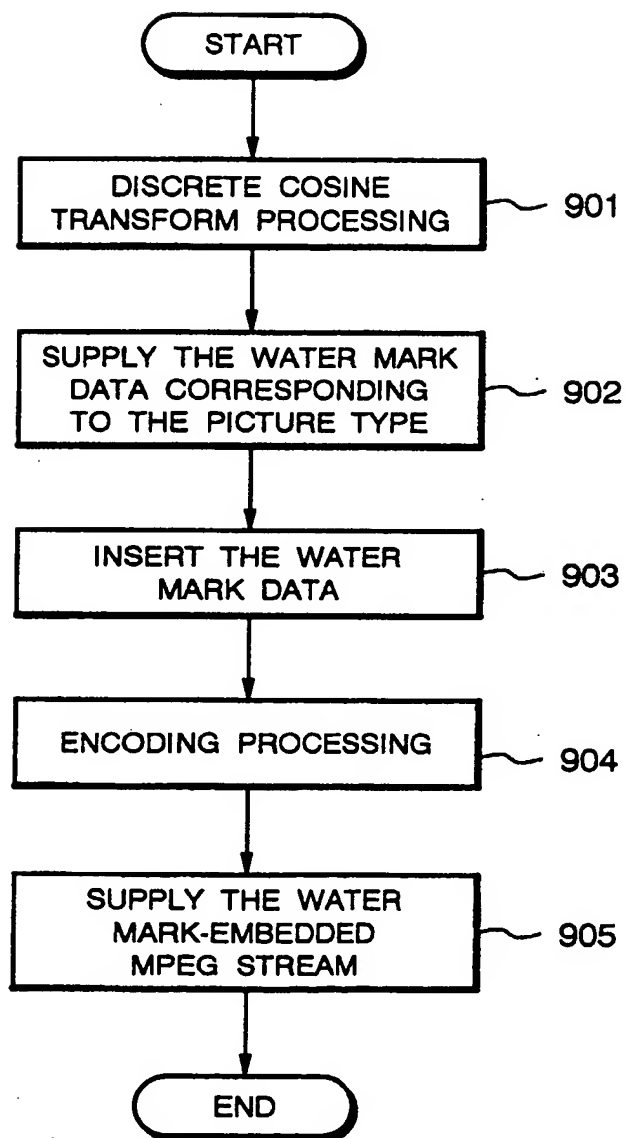 START
DISCRETE COSINE
TRANSFORM PROCESSING
901
SUPPLY THE WATER MARK
DATA CORRESPONDING
TO THE PICTURE TYPE
902
INSERT THE WATER
MARK DATA
903
ENCODING PROCESSING
904
SUPPLY THE WATER
MARK-EMBEDDED
MPEG STREAM
905
END